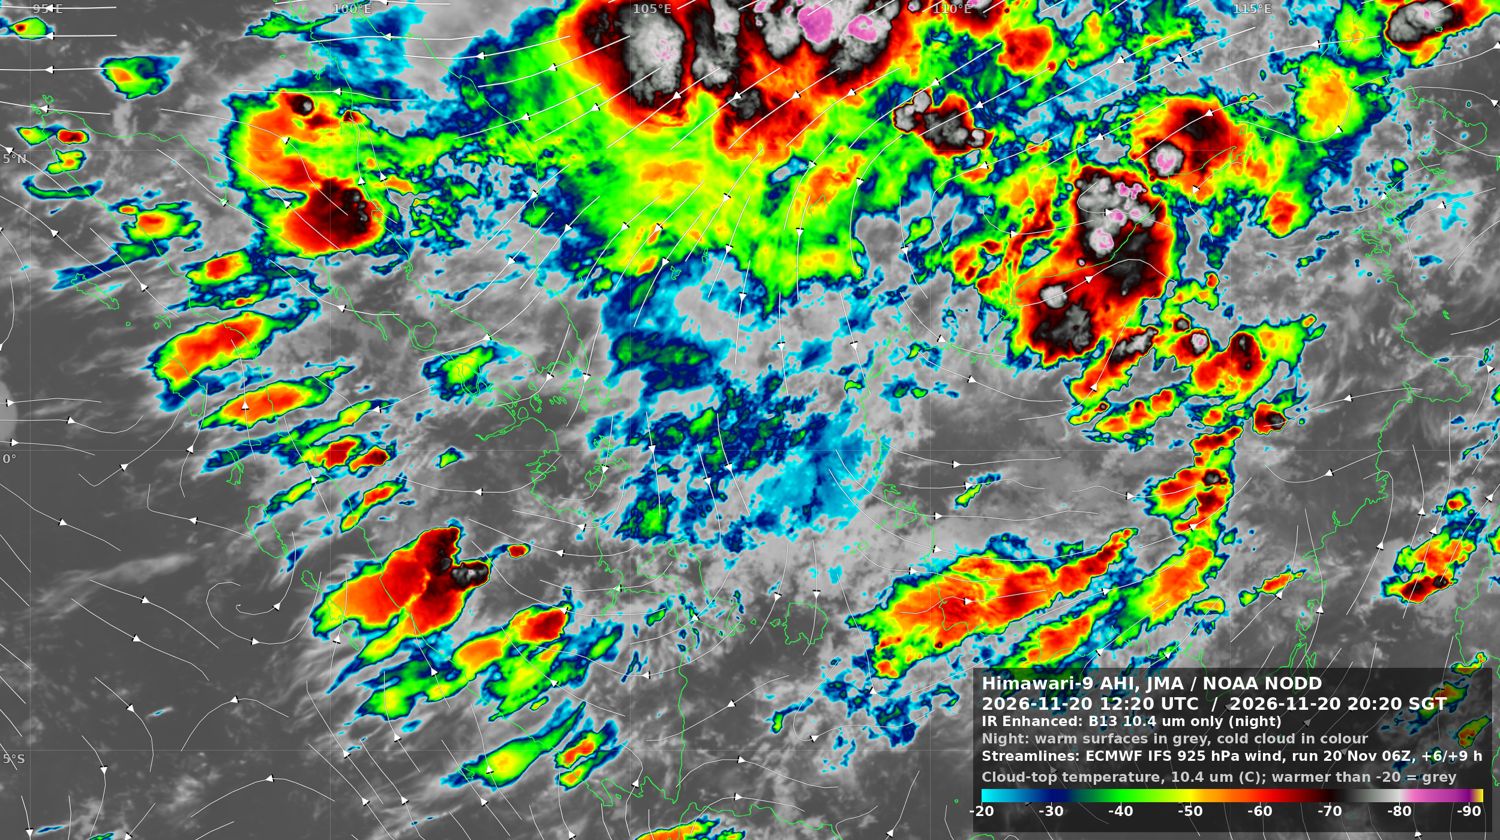 95°E
100°E
105°E
110°E
115°E
5°N
0°
5°S
Himawari-9 AHI, JMA / NOAA NODD
2026-11-20 12:20 UTC / 2026-11-20 20:20 SGT
IR Enhanced: B13 10.4 um only (night)
Night: warm surfaces in grey, cold cloud in colour
Streamlines: ECMWF IFS 925 hPa wind, run 20 Nov 06Z, +6/+9 h
Cloud-top temperature, 10.4 um (C); warmer than -20 = grey
-20 -30 -40 -50 -60 -70 -80 -90